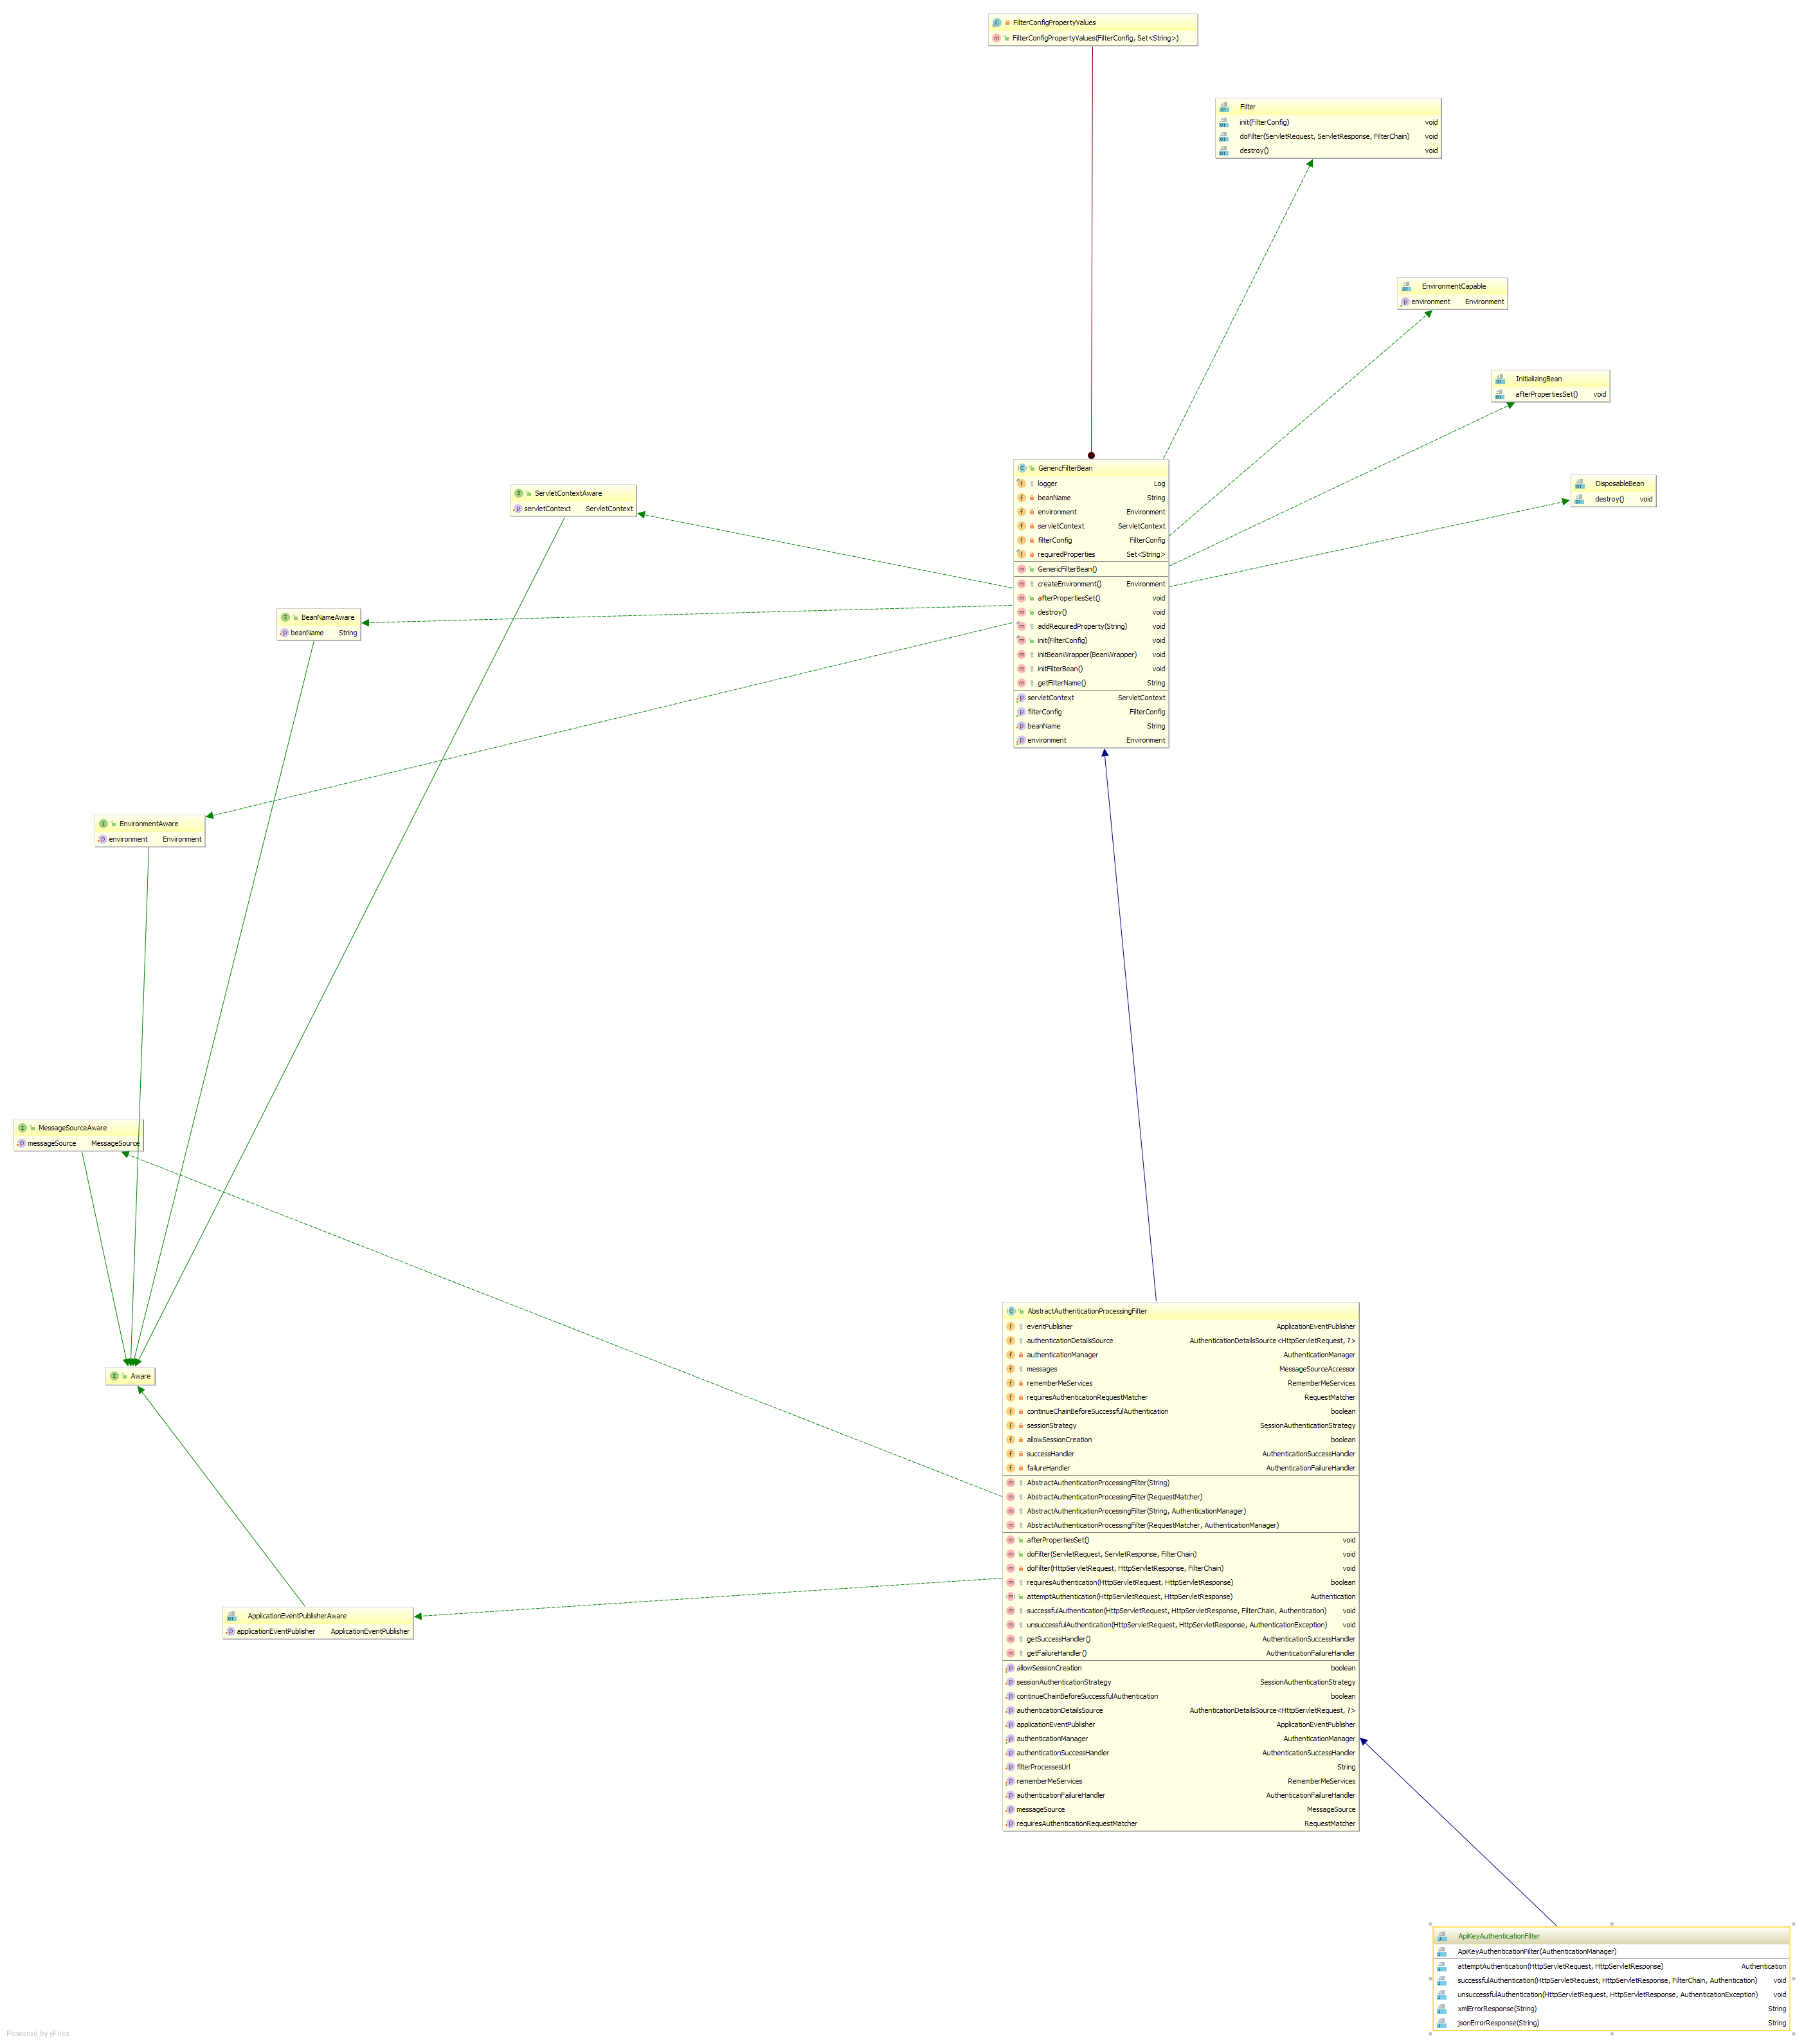 FilterConfigPropertyValues
FilterConfigPropertyValues(FilterConfig, Set<String>)
Filter
init(FilterConfig) void
doFilter(ServletRequest, ServletResponse, FilterChain) void
destroy() void
EnvironmentCapable
environment Environment
InitializingBean
afterPropertiesSet() void
DisposableBean
destroy() void
GenericFilterBean
logger Log
beanName String
environment Environment
servletContext ServletContext
filterConfig FilterConfig
requiredProperties Set<String>
GenericFilterBean()
createEnvironment() Environment
afterPropertiesSet() void
destroy() void
addRequiredProperty(String) void
init(FilterConfig) void
initBeanWrapper(BeanWrapper) void
initFilterBean() void
getFilterName() String
servletContext ServletContext
filterConfig FilterConfig
beanName String
environment Environment
ServletContextAware
servletContext ServletContext
BeanNameAware
beanName String
EnvironmentAware
environment Environment
MessageSourceAware
messageSource MessageSource
Aware
ApplicationEventPublisherAware
applicationEventPublisher ApplicationEventPublisher
AbstractAuthenticationProcessingFilter
eventPublisher ApplicationEventPublisher
authenticationDetailsSource AuthenticationDetailsSource<HttpServletRequest, ?>
authenticationManager AuthenticationManager
messages MessageSourceAccessor
rememberMeServices RememberMeServices
requiresAuthenticationRequestMatcher RequestMatcher
continueChainBeforeSuccessfulAuthentication boolean
sessionStrategy SessionAuthenticationStrategy
allowSessionCreation boolean
successHandler AuthenticationSuccessHandler
failureHandler AuthenticationFailureHandler
AbstractAuthenticationProcessingFilter(String)
AbstractAuthenticationProcessingFilter(RequestMatcher)
AbstractAuthenticationProcessingFilter(String, AuthenticationManager)
AbstractAuthenticationProcessingFilter(RequestMatcher, AuthenticationManager)
afterPropertiesSet() void
doFilter(ServletRequest, ServletResponse, FilterChain) void
doFilter(HttpServletRequest, HttpServletResponse, FilterChain) void
requiresAuthentication(HttpServletRequest, HttpServletResponse) boolean
attemptAuthentication(HttpServletRequest, HttpServletResponse) Authentication
successfulAuthentication(HttpServletRequest, HttpServletResponse, FilterChain, Authentication) void
unsuccessfulAuthentication(HttpServletRequest, HttpServletResponse, AuthenticationException) void
getSuccessHandler() AuthenticationSuccessHandler
getFailureHandler() AuthenticationFailureHandler
allowSessionCreation boolean
sessionAuthenticationStrategy SessionAuthenticationStrategy
continueChainBeforeSuccessfulAuthentication boolean
authenticationDetailsSource AuthenticationDetailsSource<HttpServletRequest, ?>
applicationEventPublisher ApplicationEventPublisher
authenticationManager AuthenticationManager
authenticationSuccessHandler AuthenticationSuccessHandler
filterProcessesUrl String
rememberMeServices RememberMeServices
authenticationFailureHandler AuthenticationFailureHandler
messageSource MessageSource
requiresAuthenticationRequestMatcher RequestMatcher
ApiKeyAuthenticationFilter
ApiKeyAuthenticationFilter(AuthenticationManager)
attemptAuthentication(HttpServletRequest, HttpServletResponse) Authentication
successfulAuthentication(HttpServletRequest, HttpServletResponse, FilterChain, Authentication) void
unsuccessfulAuthentication(HttpServletRequest, HttpServletResponse, AuthenticationException) void
xmlErrorResponse(String) String
jsonErrorResponse(String) String
Powered by yFiles